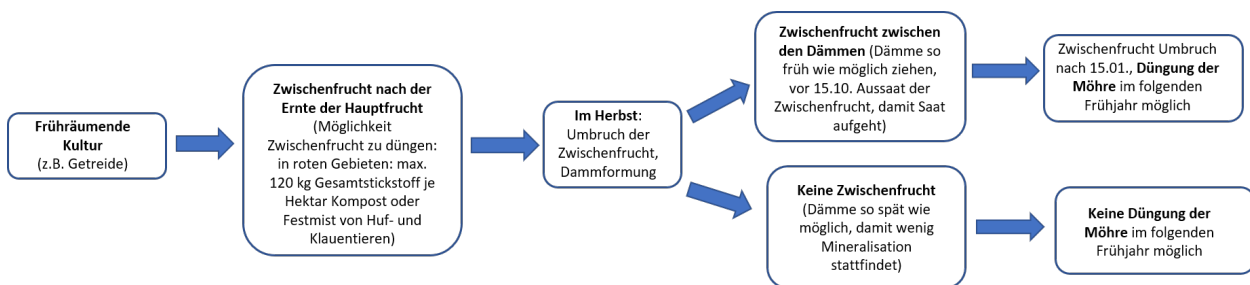 Frühräumende
Kultur
(z.B. Getreide)
Zwischenfrucht nach der
Ernte der Hauptfrucht
(Möglichkeit
Zwischenfrucht zu düngen:
in roten Gebieten: max.
120 kg Gesamtstickstoff je
Hektar Kompost oder
Festmist von Huf- und
Klauentieren)
Im Herbst:
Umbruch der
Zwischenfrucht,
Dammformung
Zwischenfrucht zwischen
den Dämmen (Dämme so
früh wie möglich ziehen,
vor 15.10. Aussaat der
Zwischenfrucht, damit Saat
aufgeht)
Zwischenfrucht Umbruch
nach 15.01., Düngung der
Möhre im folgenden
Frühjahr möglich
Keine Zwischenfrucht
(Dämme so spät wie
möglich, damit wenig
Mineralisation
stattfindet)
Keine Düngung der
Möhre im folgenden
Frühjahr möglich